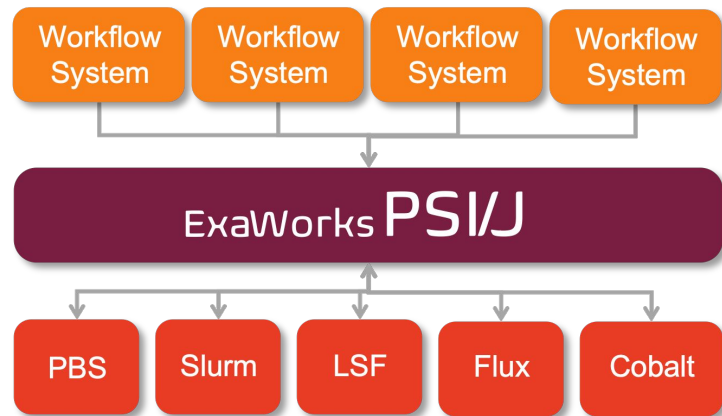 Workflow
System
Workflow
System
Workflow
System
Workflow
System
ExaWorks PSI/J
PBS
Slurm
LSF
Flux
Cobalt